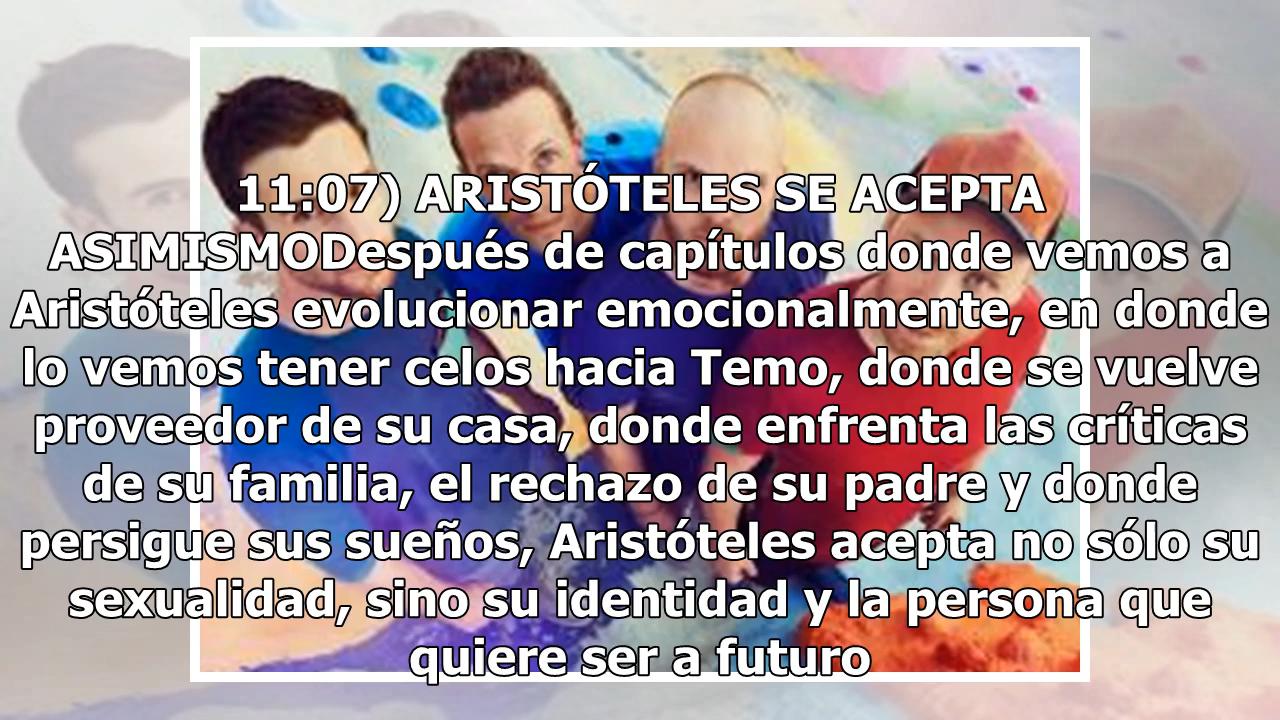 11:07) ARISTÓTELES SE ACEPTA
ASIMISMODespués de capítulos donde vemos a
Aristóteles evolucionar emocionalmente, en donde
lo vemos tener celos hacia Temo, donde se vuelve
proveedor de su casa, donde enfrenta las críticas
de su familia, el rechazo de su padre y donde
persigue sus sueños, Aristóteles acepta no sólo su
sexualidad, sino su identidad y la persona que
quiere ser a futuro